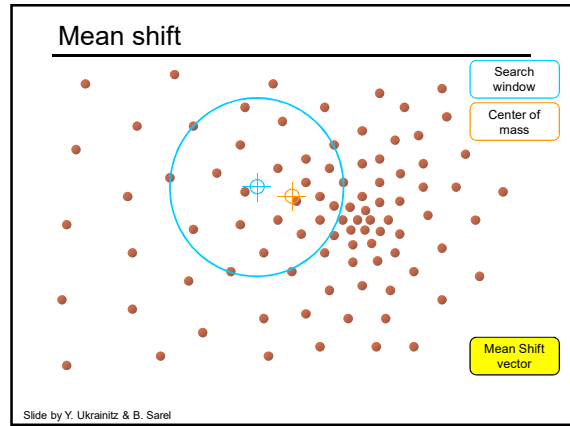 Mean shift
Search
window
Center of
mass
Mean Shift
vector
Slide by Y. Ukrainitz & B. Sarel